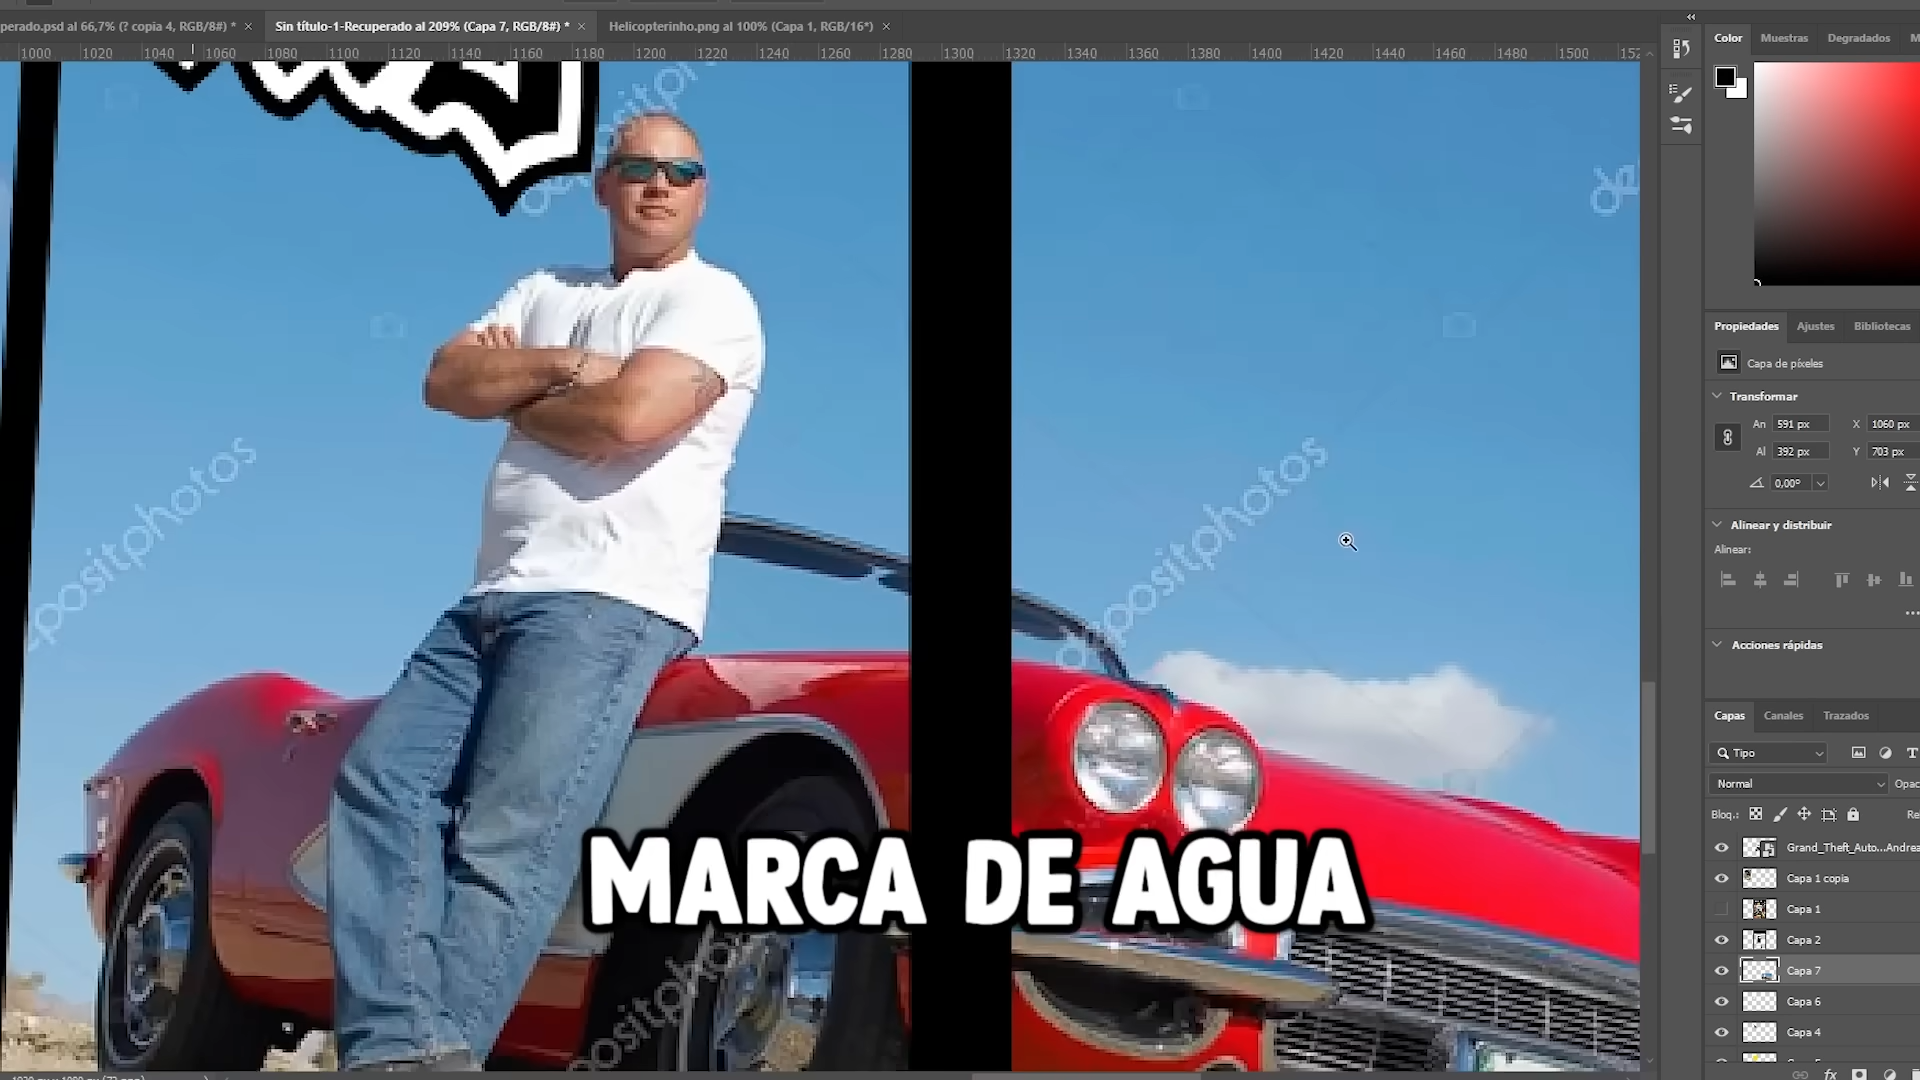 perado.psd al 66,7% (? copia 4, RGB/8#) * ×
Sin título-1-Recuperado al 209% (Capa 7, RGB/8#) * ×
Helicopterinho.png al 100% (Capa 1, RGB/16*) ×
1000 1020 1040 1060 1080 1100 1120 1140 1160 1180 1200 1220 1240 1260 1280 1300 1320 1340 1360 1380 1400 1420 1440 1460 1480 1500 152
Color Muestras Degradados M
Propiedades Ajustes Bibliotecas
Capa de píxeles
Transformar
An 591 px X 1060 px
Al 392 px Y 703 px
0,00°
Alinear y distribuir
Alinear:
Acciones rápidas
Capas Canales Trazados
Tipo
Normal Opac
Bloq.: Re
Grand_Theft_Auto...Andrea
Capa 1 copia
Capa 1
Capa 2
Capa 7
Capa 6
Capa 4
depositphotos
epositphotos
depositphotos
MARCA DE AGUA